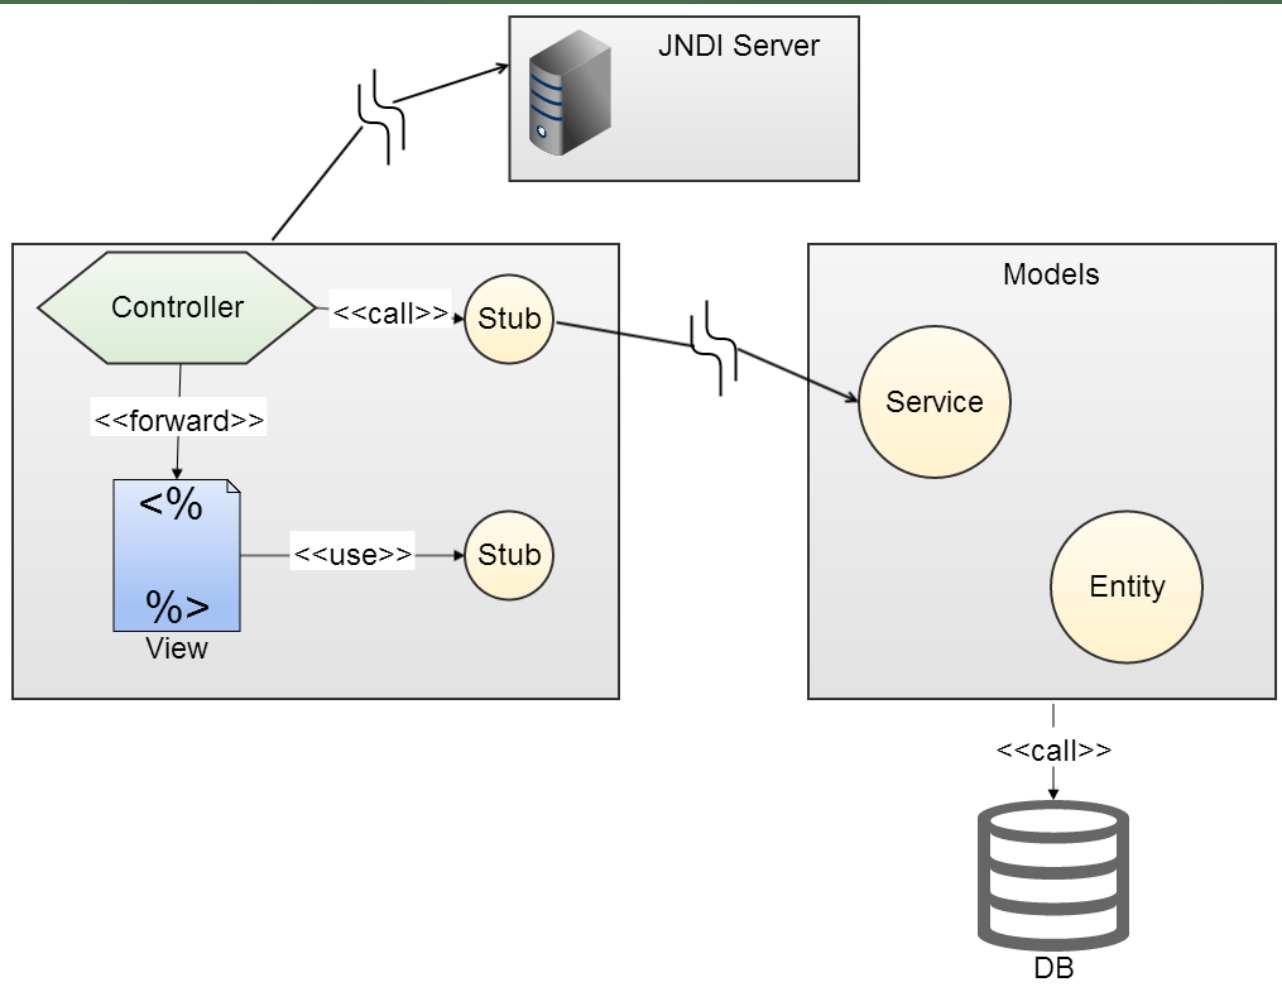 JNDI Server
Models
Controller
<<call>>
Stub
Service
<<forward>>
<%
%>
View
<<use>>
Stub
Entity
<<call>>
DB